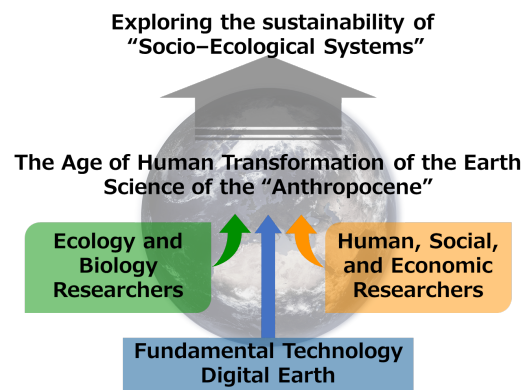 Exploring the sustainability of
“Socio–Ecological Systems”
The Age of Human Transformation of the Earth
Science of the “Anthropocene”
Ecology and
Biology
Researchers
Human, Social,
and Economic
Researchers
Fundamental Technology
Digital Earth